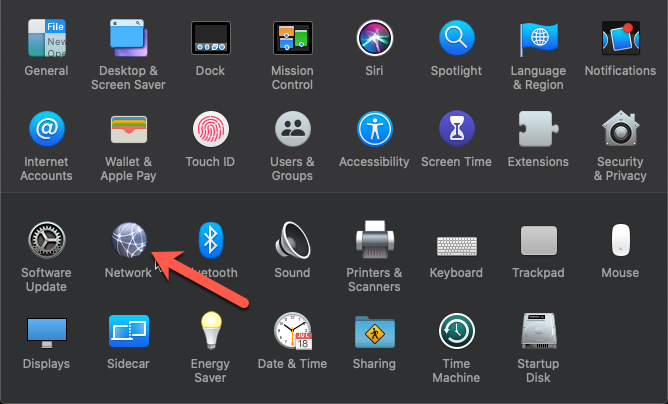 File
New
Ope
General
Desktop &
Screen Saver
Dock
Mission
Control
Siri
Spotlight
Language
& Region
Notifications
Internet
Accounts
Wallet &
Apple Pay
Touch ID
Users &
Groups
Accessibility
Screen Time
Extensions
Security
& Privacy
Software
Update
Network
luetooth
Sound
Printers &
Scanners
Keyboard
Trackpad
Mouse
Displays
Sidecar
Energy
Saver
Date & Time
JUL
18
Sharing
Time
Machine
Startup
Disk